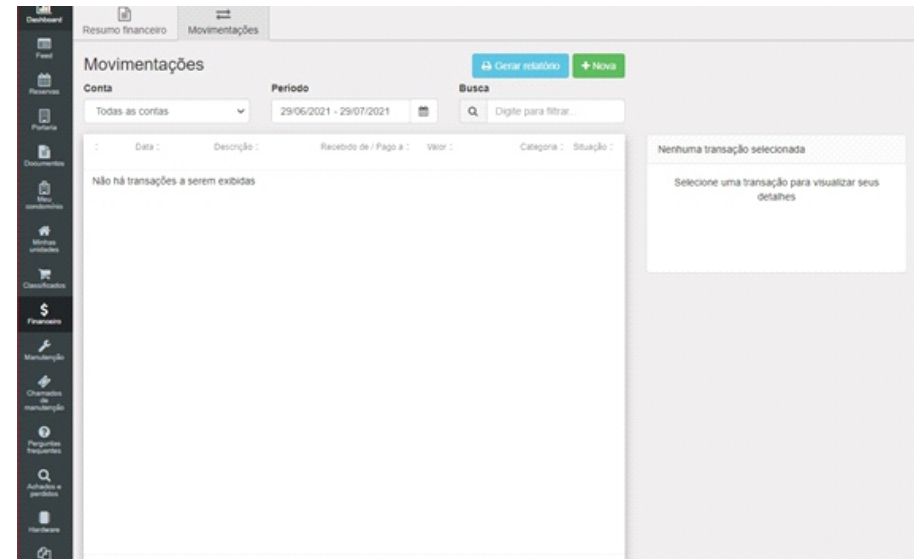 Dashboard
Feed
Reservas
Portaria
Documentos
Meu
condomínio
Minhas
unidades
Classificados
Financeiro
Manutenção
Chamados
de
manutenção
Perguntas
frequentes
Achados e
perdidos
Hardware
Resumo financeiro
Movimentações
Movimentações
Gerar relatório
+ Nova
Conta
Período
Busca
Todas as contas
29/06/2021 - 29/07/2021
Digite para filtrar...
Data
Descrição
Recebido de / Pago a
Valor
Categoria
Situação
Não há transações a serem exibidas
Nenhuma transação selecionada
Selecione uma transação para visualizar seus
detalhes